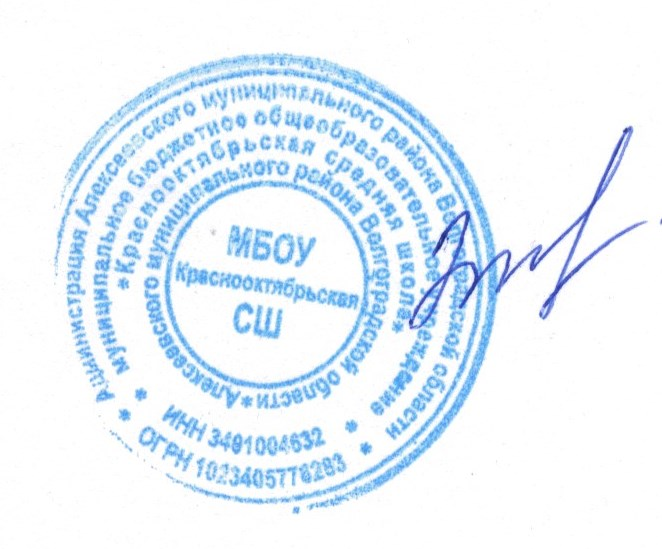 Администрация Алексеевского муниципального района Волгоградской области
* Муниципальное бюджетное общеобразовательное учреждение *
*Краснооктябрьская средняя школа*
Алексеевского муниципального района Волгоградской области*
МБОУ
Краснооктябрьская
СШ
* ИНН 3401004632 *
* ОГРН 1023405778283 *